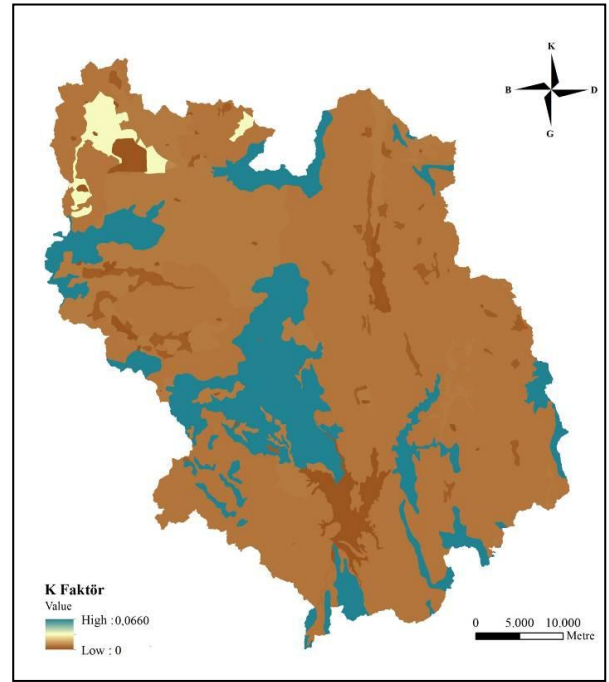 K
B D
G
K Faktör
Value
High : 0,0660
Low : 0
0 5.000 10.000
Metre